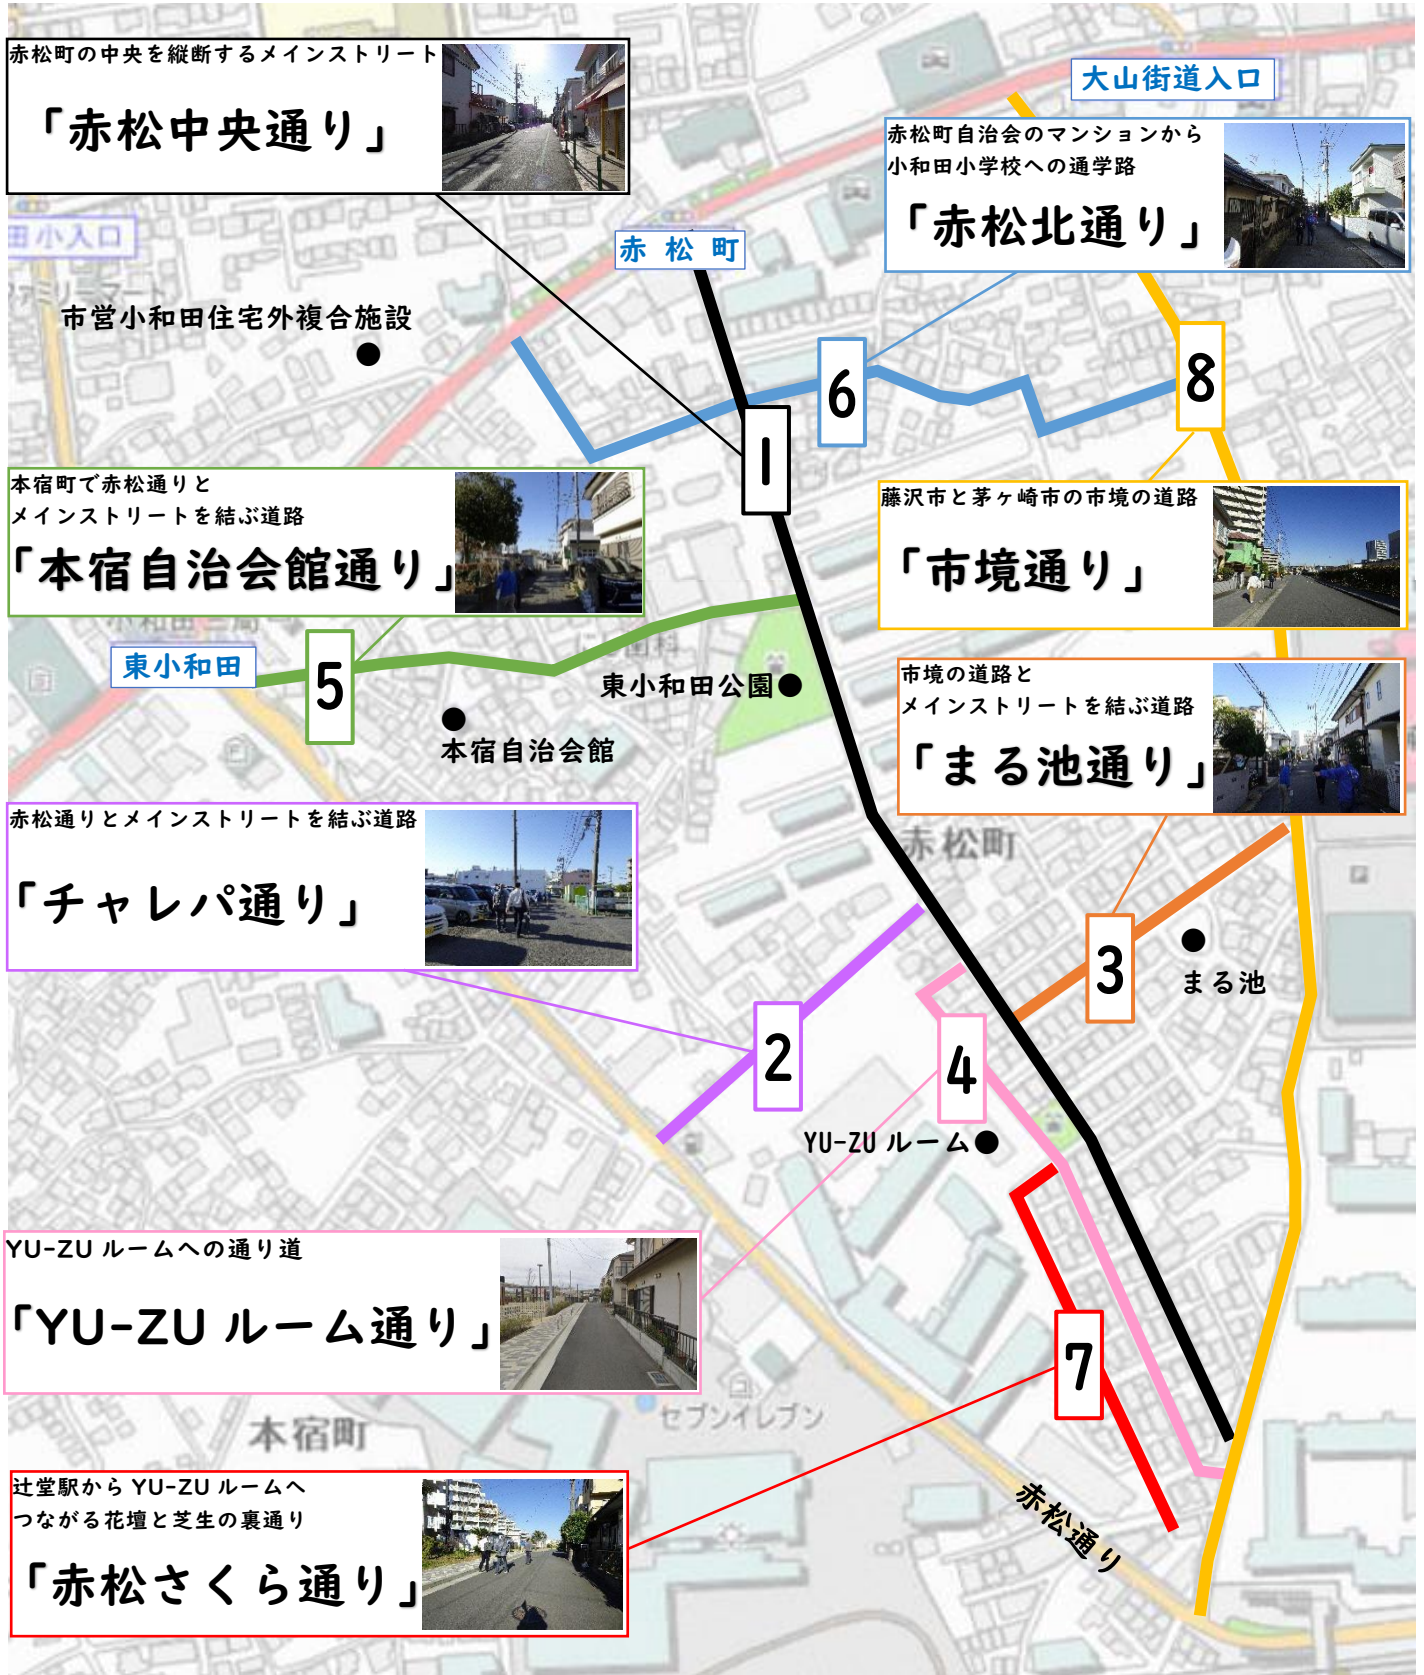 赤松町の中央を縦断するメインストリート
「赤松中央通り」
大山街道入口
赤松町自治会のマンションから
小和田小学校への通学路
「赤松北通り」
田小入口
赤松町
ファミリーマート
市営小和田住宅外複合施設
6
8
1
本宿町で赤松通りと
メインストリートを結ぶ道路
「本宿自治会館通り」
藤沢市と茅ヶ崎市の市境の道路
「市境通り」
東小和田
5
東小和田公園
本宿自治会館
市境の道路と
メインストリートを結ぶ道路
「まる池通り」
赤松通りとメインストリートを結ぶ道路
「チャレパ通り」
赤松町
3
まる池
2
4
YU-ZU ルーム
YU-ZU ルームへの通り道
「YU-ZU ルーム通り」
7
セブンイレブン
本宿町
辻堂駅から YU-ZU ルームへ
つながる花壇と芝生の裏通り
「赤松さくら通り」
赤松通り